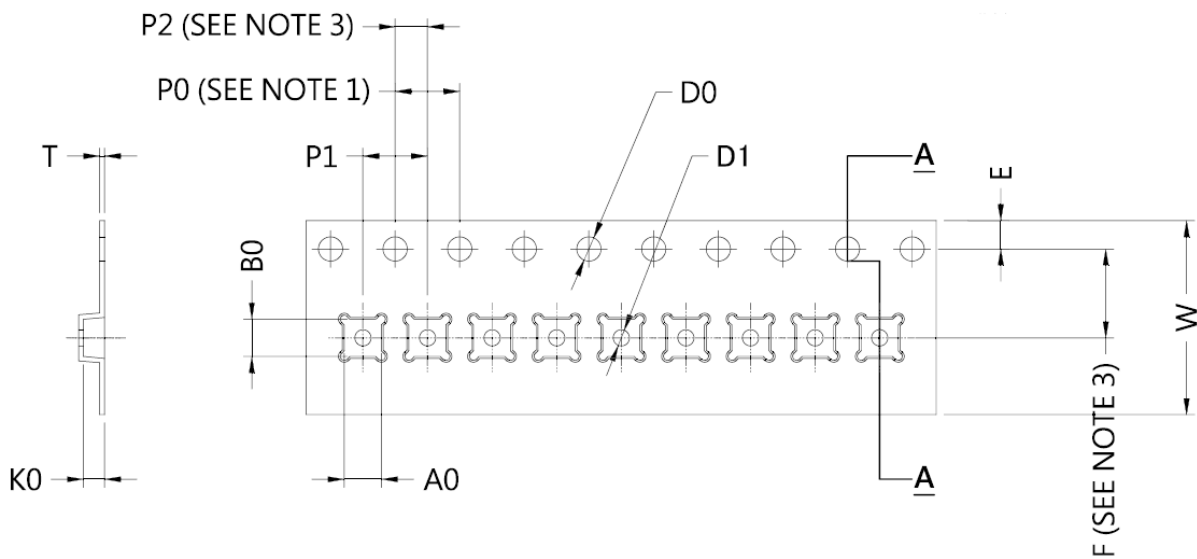 P2 (SEE NOTE 3)
P0 (SEE NOTE 1)
D0
T
P1
D1
A
E
B0
W
F (SEE NOTE 3)
K0
A0
A